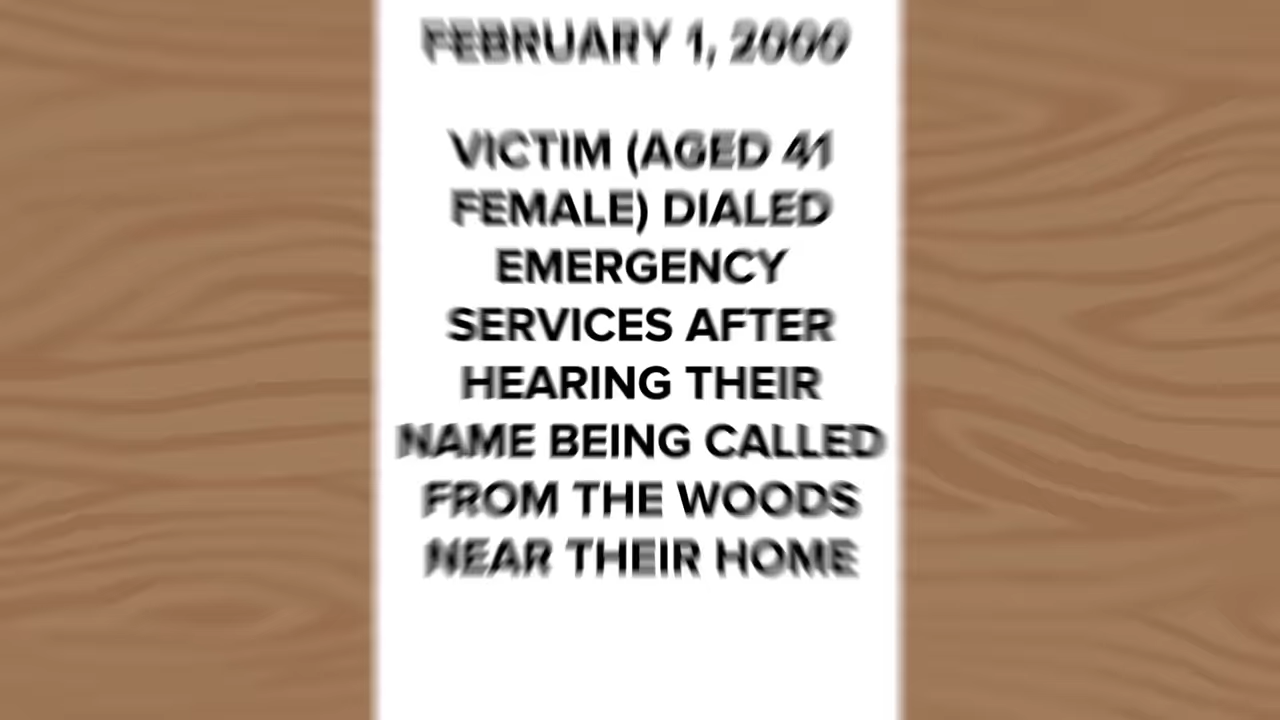 FEBRUARY 1, 2000
VICTIM (AGED 41
FEMALE) DIALED
EMERGENCY
SERVICES AFTER
HEARING THEIR
NAME BEING CALLED
FROM THE WOODS
NEAR THEIR HOME